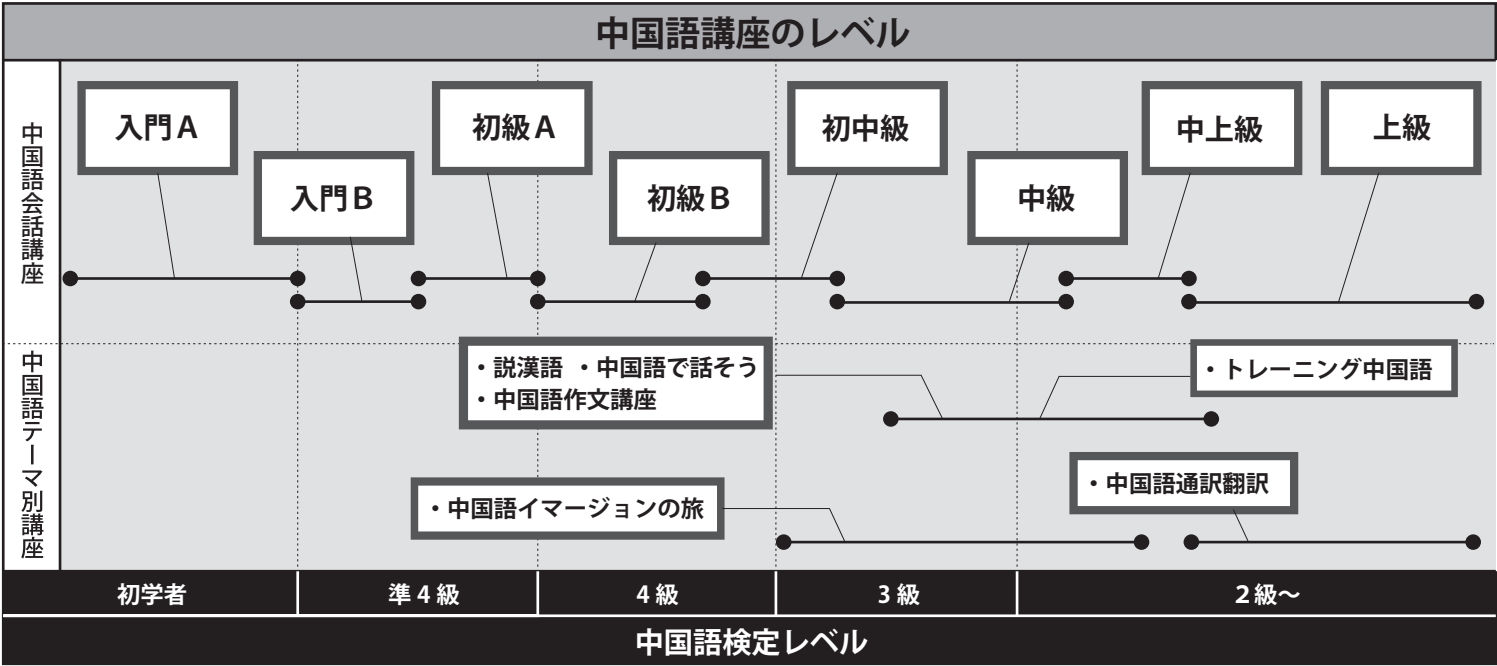 中国語講座のレベル
中国語会話講座
入門A
初級A
初中級
中上級
上級
入門B
初級B
中級
中国語テーマ別講座
・説漢語 ・中国語で話そう
・中国語作文講座
・トレーニング中国語
・中国語イマージョンの旅
・中国語通訳翻訳
初学者
準4級
4級
3級
2級〜
中国語検定レベル